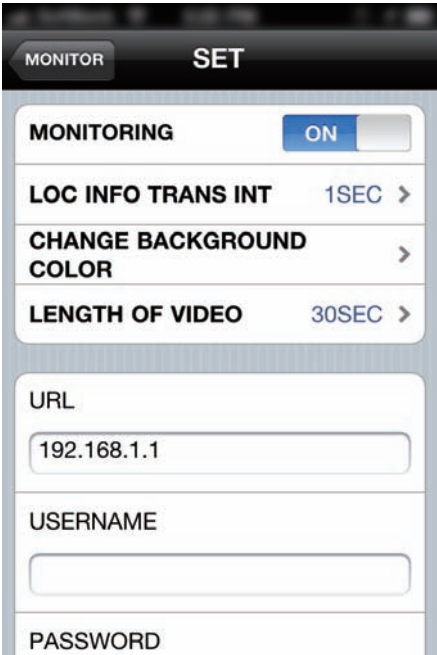 MONITOR
SET
MONITORING
ON
LOC INFO TRANS INT
1SEC
CHANGE BACKGROUND
COLOR
LENGTH OF VIDEO
30SEC
URL
192.168.1.1
USERNAME
PASSWORD